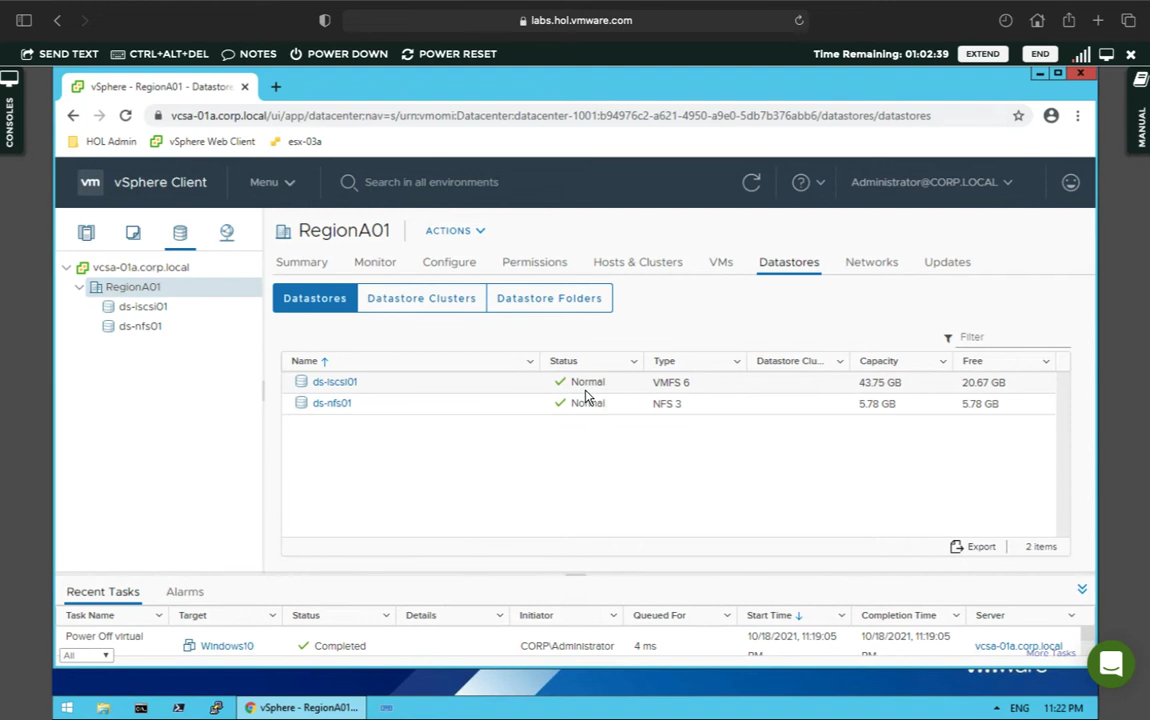 labs.hol.vmware.com
SEND TEXT CTRL+ALT+DEL NOTES POWER DOWN POWER RESET Time Remaining: 01:02:39 EXTEND END
CONSOLES
MANUAL
vSphere - RegionA01 - Datastore
vcsa-01a.corp.local/ui/app/datacenter;nav=s/urn:vmomi:Datacenter:datacenter-1001:b94976c2-a621-4950-a9e0-5db7b376abb6/datastores/datastores
HOL Admin vSphere Web Client esx-03a
vm vSphere Client Menu Search in all environments Administrator@CORP.LOCAL
RegionA01 ACTIONS
vcsa-01a.corp.local
RegionA01
ds-iscsi01
ds-nfs01
Summary Monitor Configure Permissions Hosts & Clusters VMs Datastores Networks Updates
Datastores Datastore Clusters Datastore Folders
Filter
Name Status Type Datastore Clu... Capacity Free
ds-iscsi01 Normal VMFS 6 43.75 GB 20.67 GB
ds-nfs01 Normal NFS 3 5.78 GB 5.78 GB
Export 2 items
Recent Tasks Alarms
Task Name Target Status Details Initiator Queued For Start Time Completion Time Server
Power Off virtual Windows10 Completed CORP\Administrator 4 ms 10/18/2021, 11:19:05 10/18/2021, 11:19:05 vcsa-01a.corp.local
All More Tasks
vSphere - RegionA01... ENG 11:22 PM